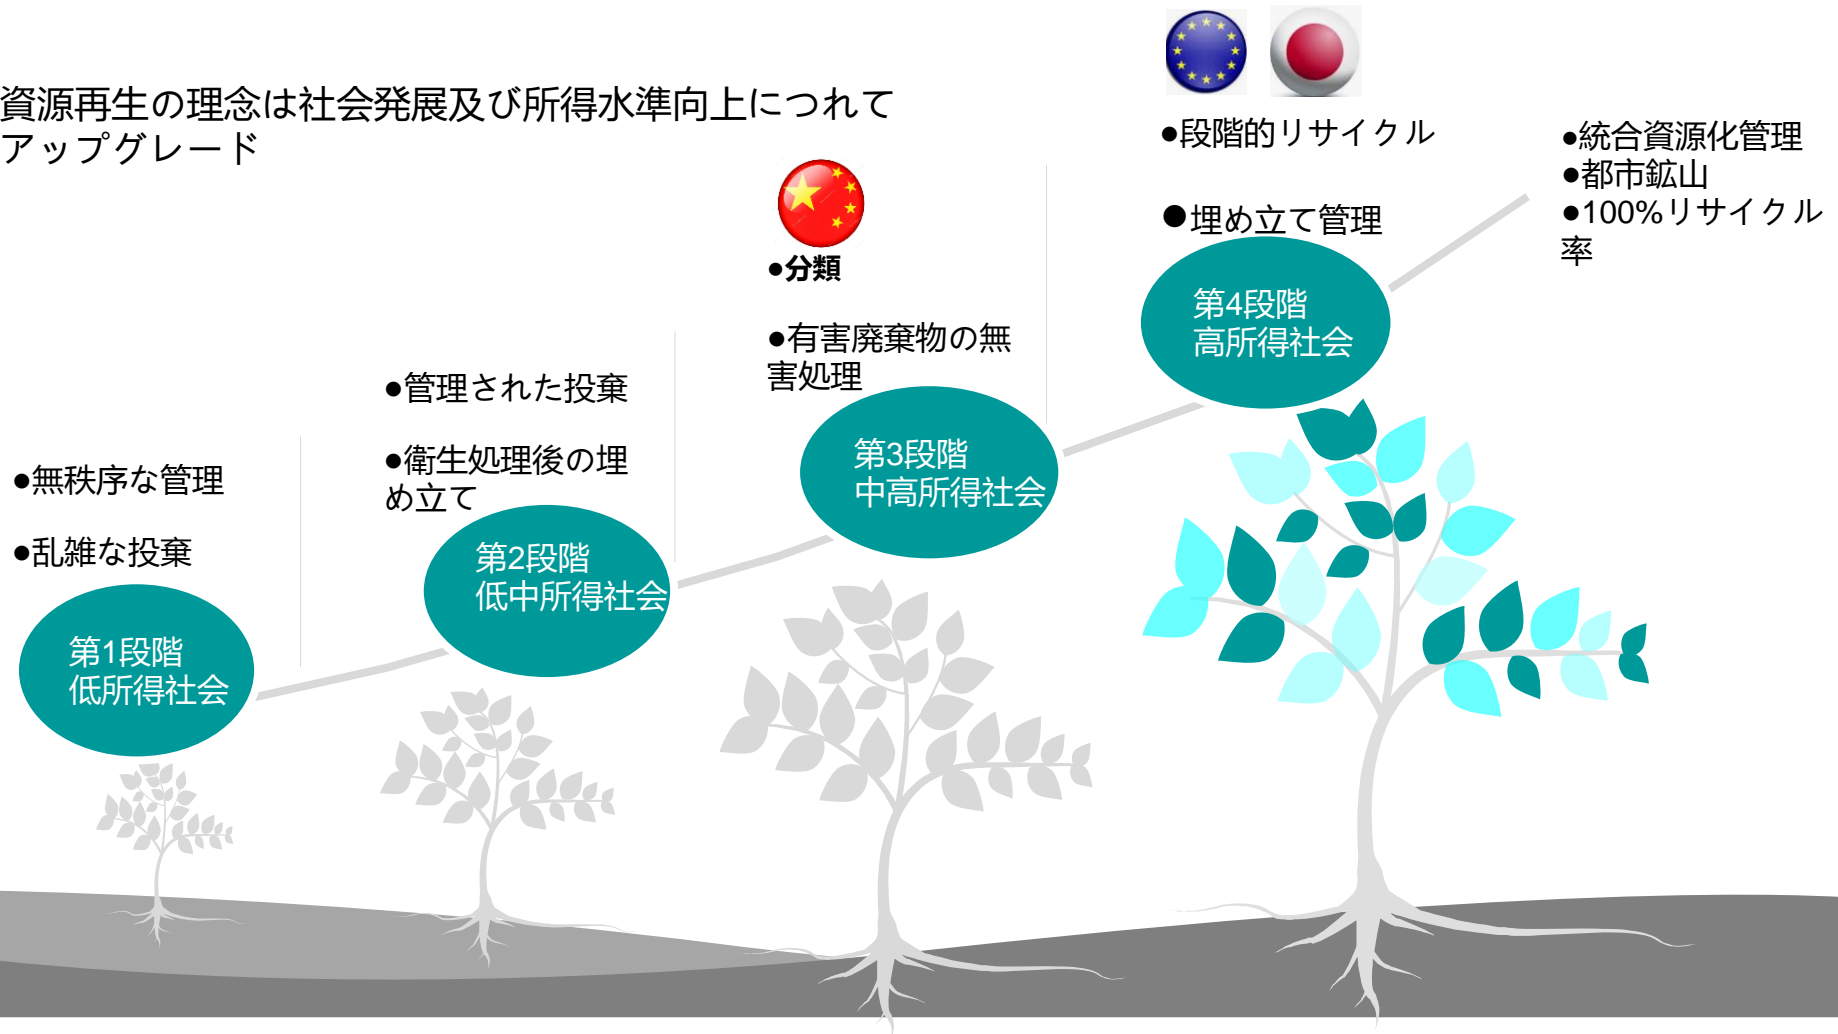 資源再生の理念は社会発展及び所得水準向上につれて
アップグレード
●無秩序な管理
●乱雑な投棄
第1段階
低所得社会
●管理された投棄
●衛生処理後の埋
め立て
第2段階
低中所得社会
●分類
●有害廃棄物の無
害処理
第3段階
中高所得社会
●段階的リサイクル
●埋め立て管理
第4段階
高所得社会
●統合資源化管理
●都市鉱山
●100%リサイクル
率